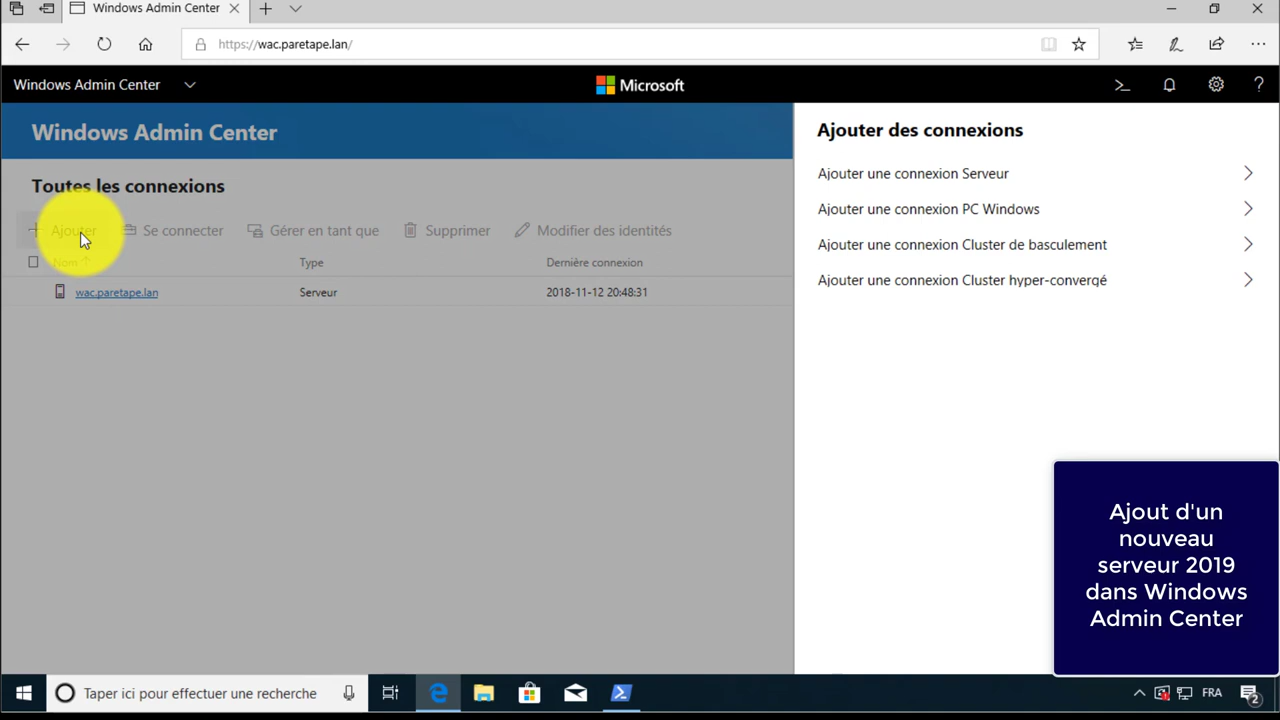 Windows Admin Center
https://wac.paretape.lan/
Windows Admin Center
Microsoft
>_
?
Windows Admin Center
Toutes les connexions
Ajouter
Se connecter
Gérer en tant que
Supprimer
Modifier des identités
Nom
Type
Dernière connexion
wac.paretape.lan
Serveur
2018-11-12 20:48:31
Ajouter des connexions
Ajouter une connexion Serveur
Ajouter une connexion PC Windows
Ajouter une connexion Cluster de basculement
Ajouter une connexion Cluster hyper-convergé
Ajout d'un
nouveau
serveur 2019
dans Windows
Admin Center
Taper ici pour effectuer une recherche
FRA
2